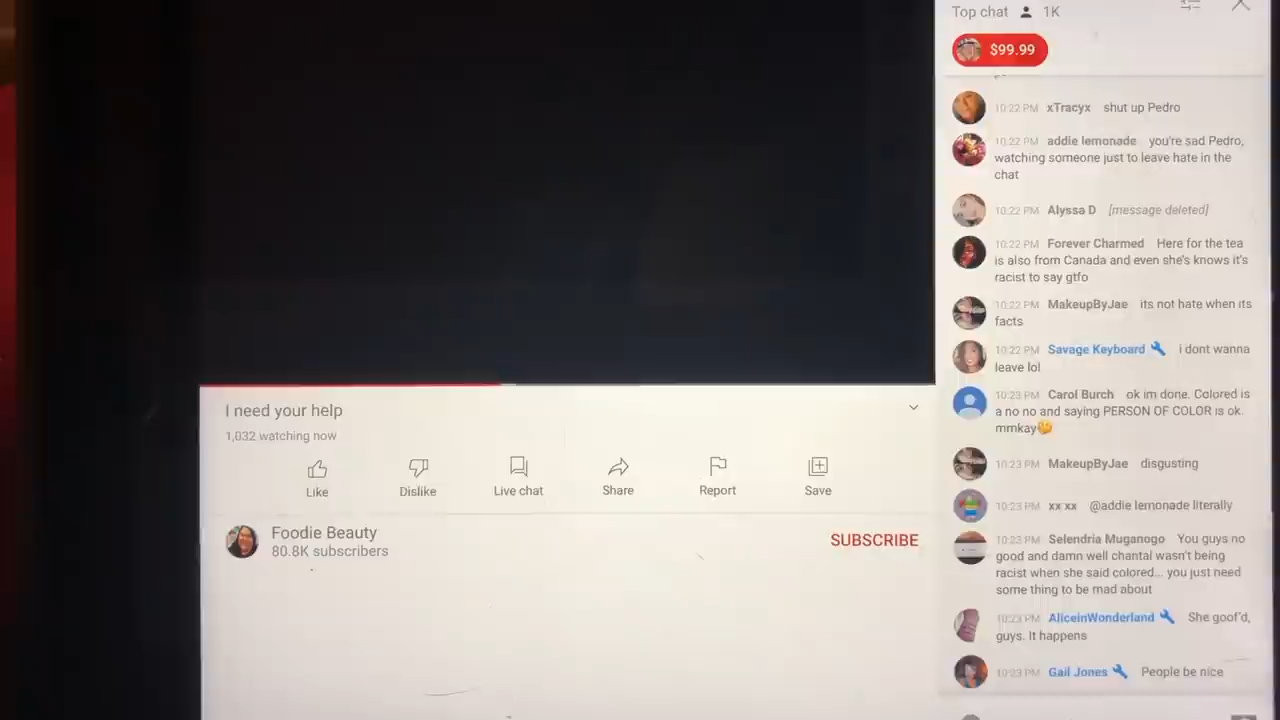 Top chat 1K
$99.99
10:22 PM xTracyx shut up Pedro
10:22 PM addie lemonade you're sad Pedro,
watching someone just to leave hate in the
chat
10:22 PM Alyssa D [message deleted]
10:22 PM Forever Charmed Here for the tea
is also from Canada and even she's knows it's
racist to say gtfo
10:22 PM MakeupByJae its not hate when its
facts
10:22 PM Savage Keyboard i dont wanna
leave lol
10:23 PM Carol Burch ok im done. Colored is
a no no and saying PERSON OF COLOR is ok.
mmkay
10:23 PM MakeupByJae disgusting
10:23 PM xx xx @addie lemonade literally
10:23 PM Selendria Muganogo You guys no
good and damn well chantal wasn't being
racist when she said colored... you just need
some thing to be mad about
10:23 PM AliceinWonderland She goof'd,
guys. It happens
10:23 PM Gail Jones People be nice
I need your help
1,032 watching now
Like Dislike Live chat Share Report Save
Foodie Beauty
80.8K subscribers
SUBSCRIBE